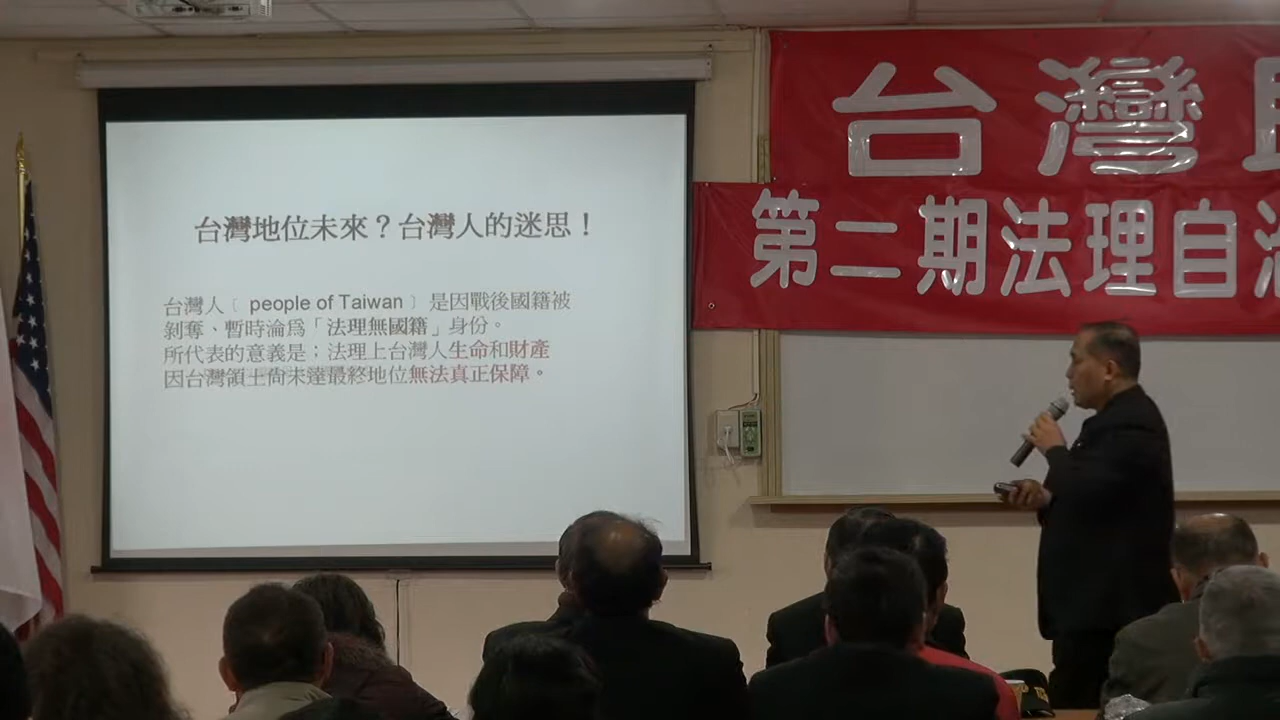 台灣地位未來？台灣人的迷思！
台灣人﹝ people of Taiwan﹞是因戰後國籍被
剝奪、暫時淪爲「法理無國籍」身份。
所代表的意義是；法理上台灣人生命和財產
因台灣領土尙未達最終地位無法真正保障。
台灣
第二期法理自